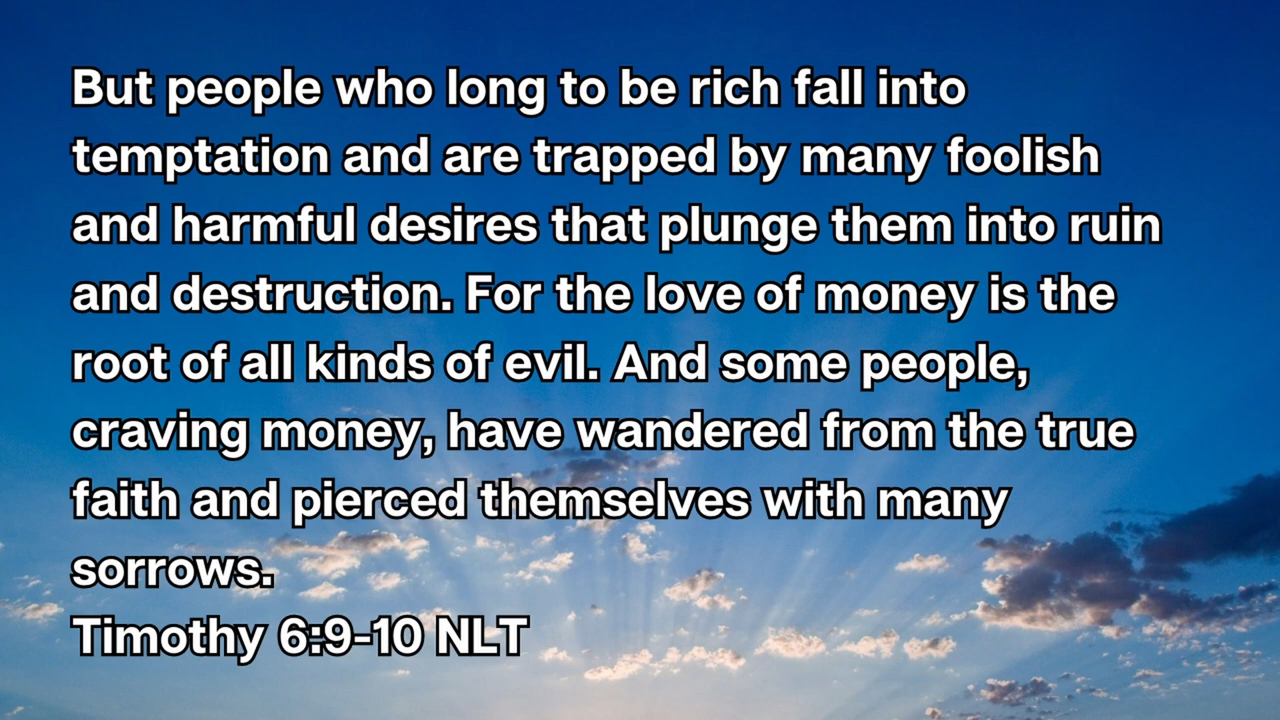 But people who long to be rich fall into
temptation and are trapped by many foolish
and harmful desires that plunge them into ruin
and destruction. For the love of money is the
root of all kinds of evil. And some people,
craving money, have wandered from the true
faith and pierced themselves with many
sorrows.
Timothy 6:9-10 NLT